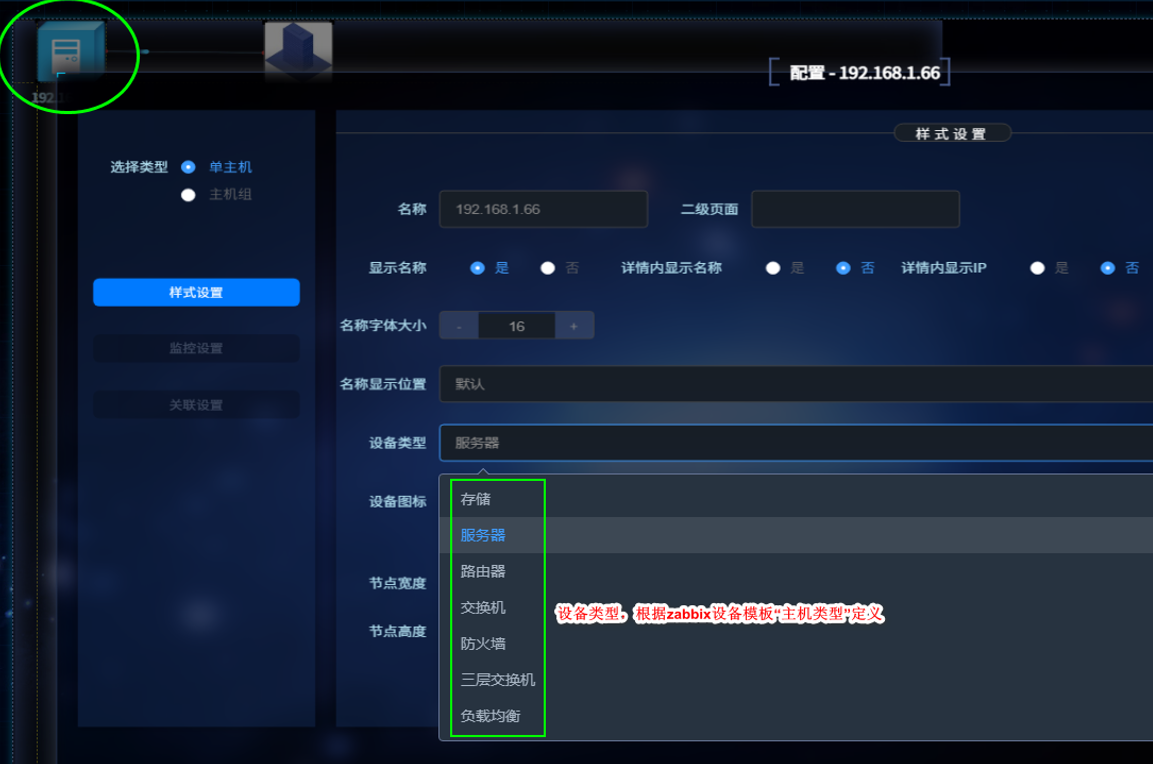 192.1
配置 - 192.168.1.66
选择类型 单主机
主机组
样式设置
监控设置
关联设置
样式设置
名称 192.168.1.66 二级页面
显示名称 是 否 详情内显示名称 是 否 详情内显示IP 是 否
名称字体大小 - 16 +
名称显示位置 默认
设备类型 服务器
设备图标
节点宽度
节点高度
存储
服务器
路由器
交换机
防火墙
三层交换机
负载均衡
设备类型，根据zabbix设备模板“主机类型”定义